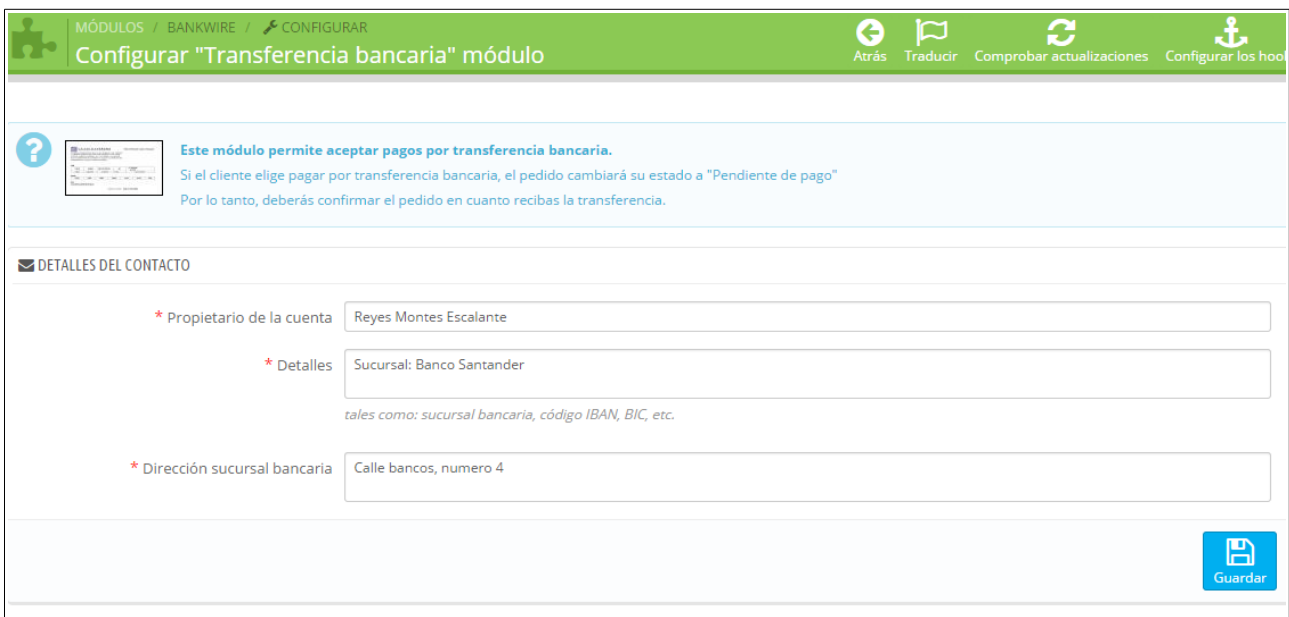 MÓDULOS / BANKWIRE / CONFIGURAR
Configurar "Transferencia bancaria" módulo
Atrás Traducir Comprobar actualizaciones Configurar los hool
Este módulo permite aceptar pagos por transferencia bancaria.
Si el cliente elige pagar por transferencia bancaria, el pedido cambiará su estado a "Pendiente de pago"
Por lo tanto, deberás confirmar el pedido en cuanto recibas la transferencia.
DETALLES DEL CONTACTO
* Propietario de la cuenta Reyes Montes Escalante
* Detalles Sucursal: Banco Santander
tales como: sucursal bancaria, código IBAN, BIC, etc.
* Dirección sucursal bancaria Calle bancos, numero 4
Guardar